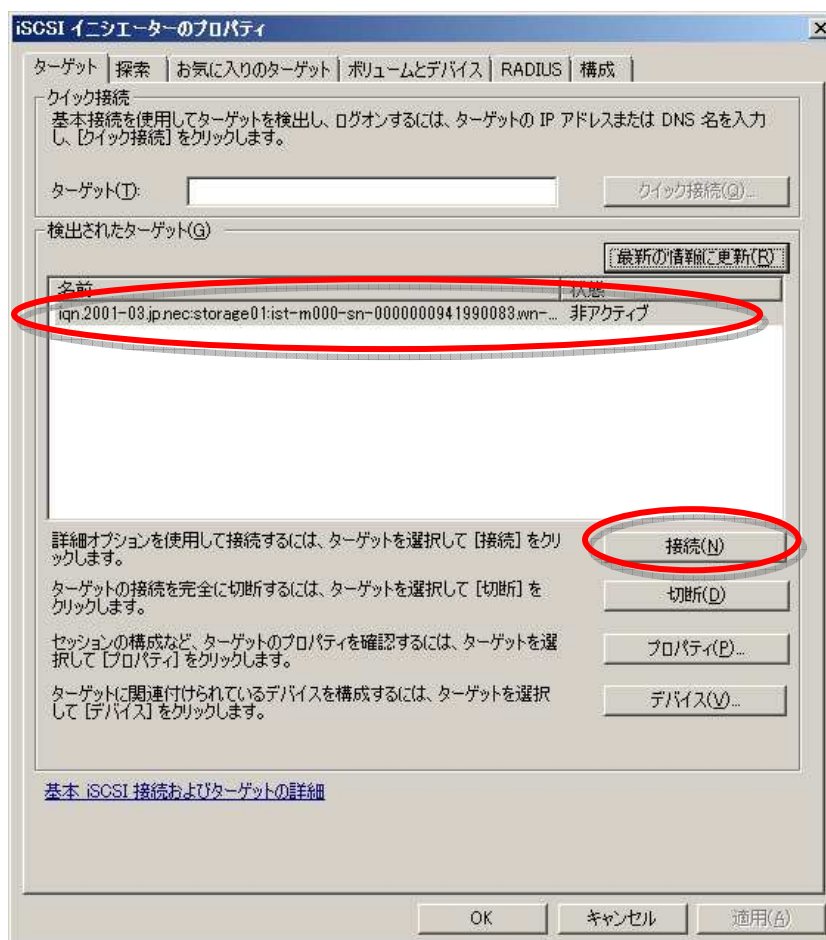 iSCSI イニシエーターのプロパティ
ターゲット 探索 お気に入りのターゲット ボリュームとデバイス RADIUS 構成
クイック接続
基本接続を使用してターゲットを検出し、ログオンするには、ターゲットの IP アドレスまたは DNS 名を入力
し、[クイック接続] をクリックします。
ターゲット(T): クイック接続(Q)...
検出されたターゲット(G)
最新の情報に更新(R)
名前 状態
iqn.2001-03.jp.nec:storage01:ist-m000-sn-0000000941990083.wn-... 非アクティブ
詳細オプションを使用して接続するには、ターゲットを選択して [接続] をクリ
ックします。
接続(N)
ターゲットの接続を完全に切断するには、ターゲットを選択して [切断] を
クリックします。
切断(D)
セッションの構成など、ターゲットのプロパティを確認するには、ターゲットを選
択して [プロパティ] をクリックします。
プロパティ(P)...
ターゲットに関連付けられているデバイスを構成するには、ターゲットを選択
して [デバイス] をクリックします。
デバイス(V)...
基本 iSCSI 接続およびターゲットの詳細
OK キャンセル 適用(A)